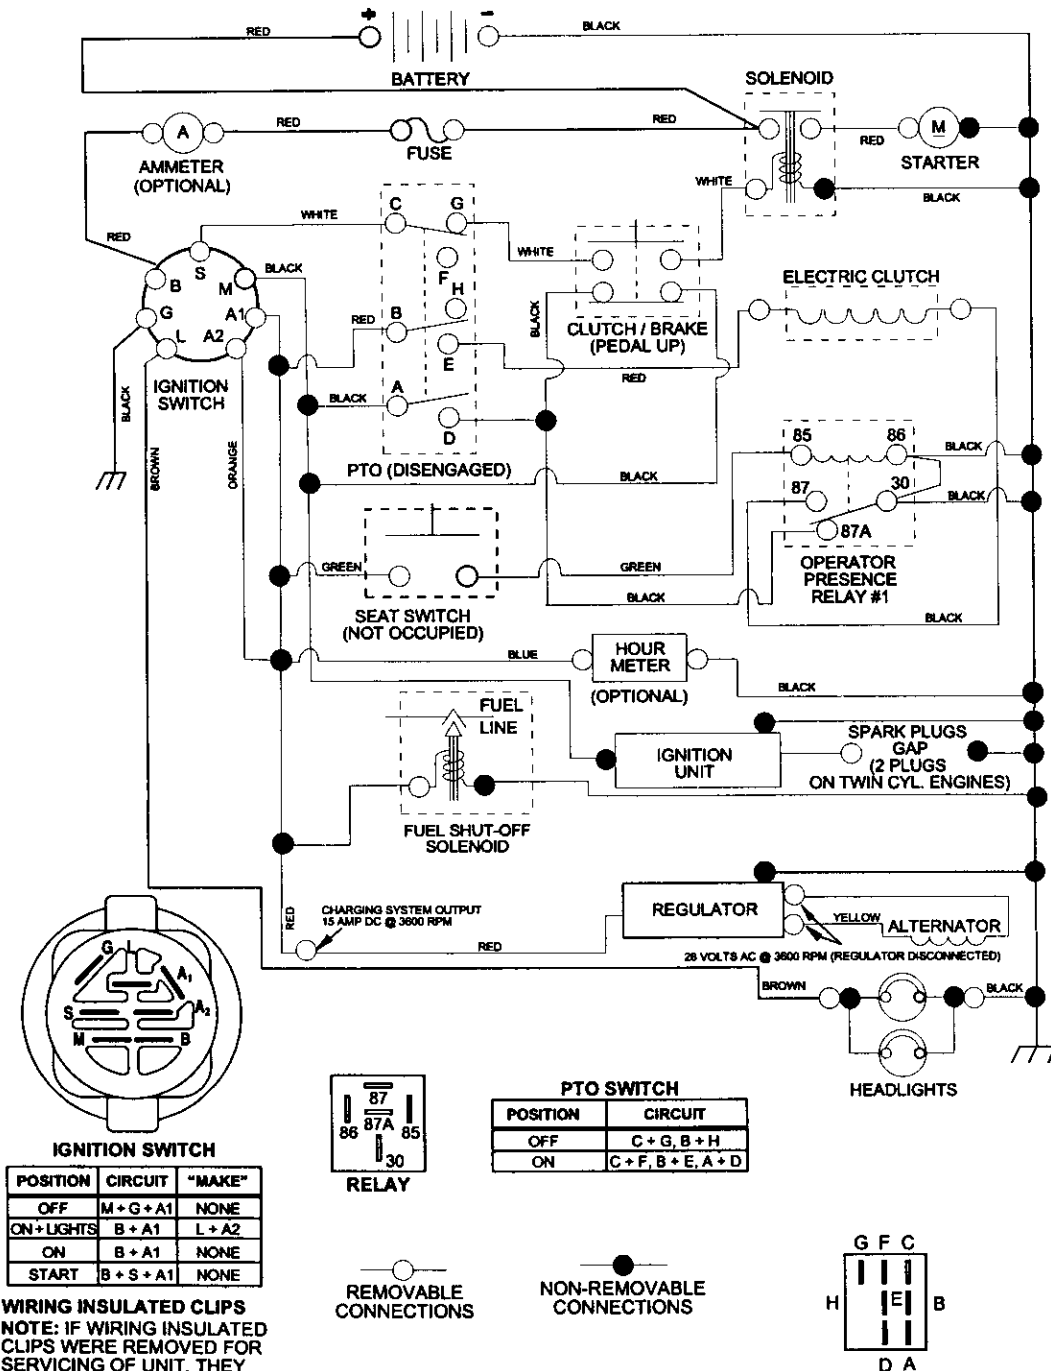 + -
RED
BLACK
BATTERY
SOLENOID
RED
RED
A
FUSE
RED
M
AMMETER
(OPTIONAL)
STARTER
WHITE
BLACK
C G
WHITE
RED
S
BLACK
WHITE
F
B
M
ELECTRIC CLUTCH
H
G
A1
RED
B
BLACK
CLUTCH / BRAKE
(PEDAL UP)
L
A2
E
RED
IGNITION
SWITCH
A
BLACK
BLACK
D
85
86
BLACK
BROWN
ORANGE
PTO (DISENGAGED)
BLACK
87
30
BLACK
87A
GREEN
GREEN
OPERATOR
PRESENCE
RELAY #1
SEAT SWITCH
(NOT OCCUPIED)
BLACK
BLACK
BLUE
HOUR
METER
(OPTIONAL)
BLACK
FUEL
LINE
SPARK PLUGS
GAP
(2 PLUGS
ON TWIN CYL. ENGINES)
IGNITION
UNIT
FUEL SHUT-OFF
SOLENOID
RED
CHARGING SYSTEM OUTPUT
15 AMP DC @ 3600 RPM
RED
REGULATOR
YELLOW
ALTERNATOR
28 VOLTS AC @ 3600 RPM (REGULATOR DISCONNECTED)
BROWN
BLACK
HEADLIGHTS
G L
A1
S
A2
M
B
IGNITION SWITCH
POSITION CIRCUIT "MAKE"
OFF M + G + A1 NONE
ON + LIGHTS B + A1 L + A2
ON B + A1 NONE
START B + S + A1 NONE
87
86 87A 85
30
RELAY
PTO SWITCH
POSITION CIRCUIT
OFF C + G, B + H
ON C + F, B + E, A + D
REMOVABLE
CONNECTIONS
NON-REMOVABLE
CONNECTIONS
G F C
H E B
D A
WIRING INSULATED CLIPS
NOTE: IF WIRING INSULATED
CLIPS WERE REMOVED FOR
SERVICING OF UNIT, THEY